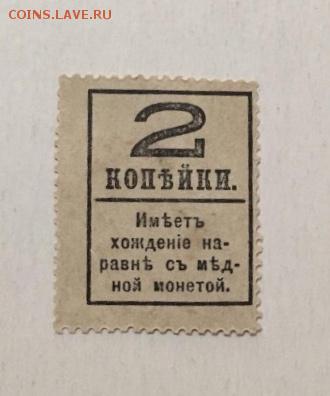 COINS.LAVE.RU
2
КОПѢЙКИ.
Имѣетъ
хожденіе на-
равнѣ съ мѣд-
ной монетой.